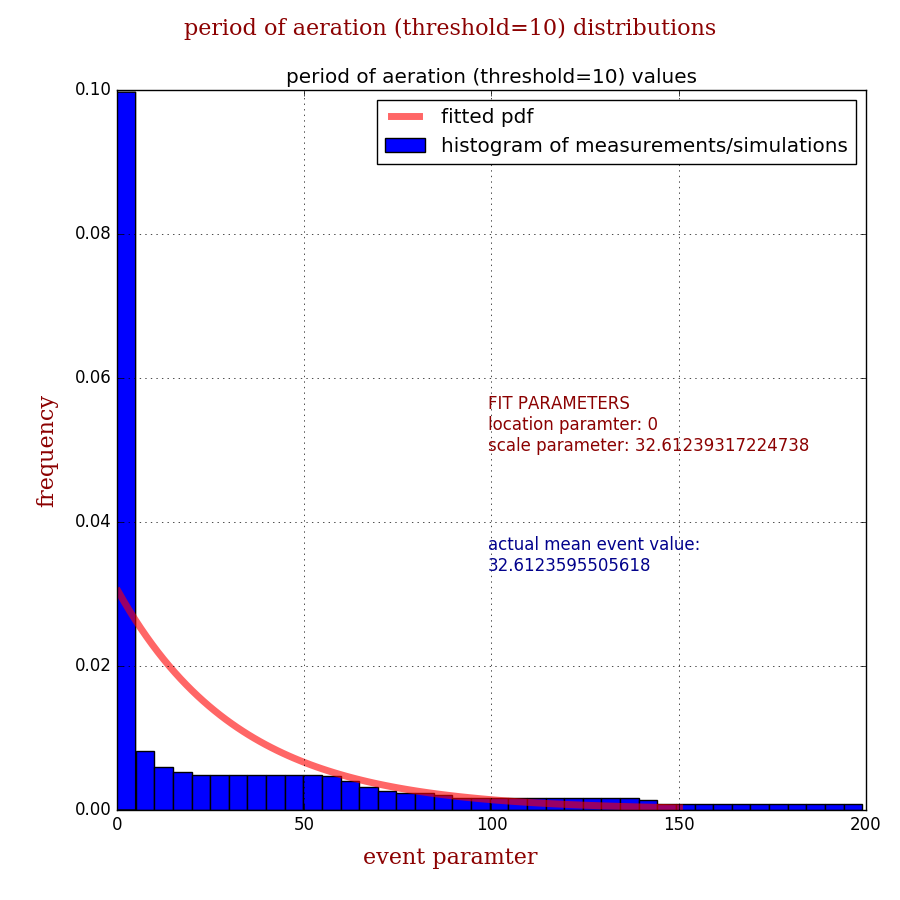 period of aeration (threshold=10) distributions
period of aeration (threshold=10) values
fitted pdf
histogram of measurements/simulations
0.10
0.08
0.06
0.04
0.02
0.00
frequency
FIT PARAMETERS
location paramter: 0
scale parameter: 32.61239317224738
actual mean event value:
32.6123595505618
0 50 100 150 200
event paramter